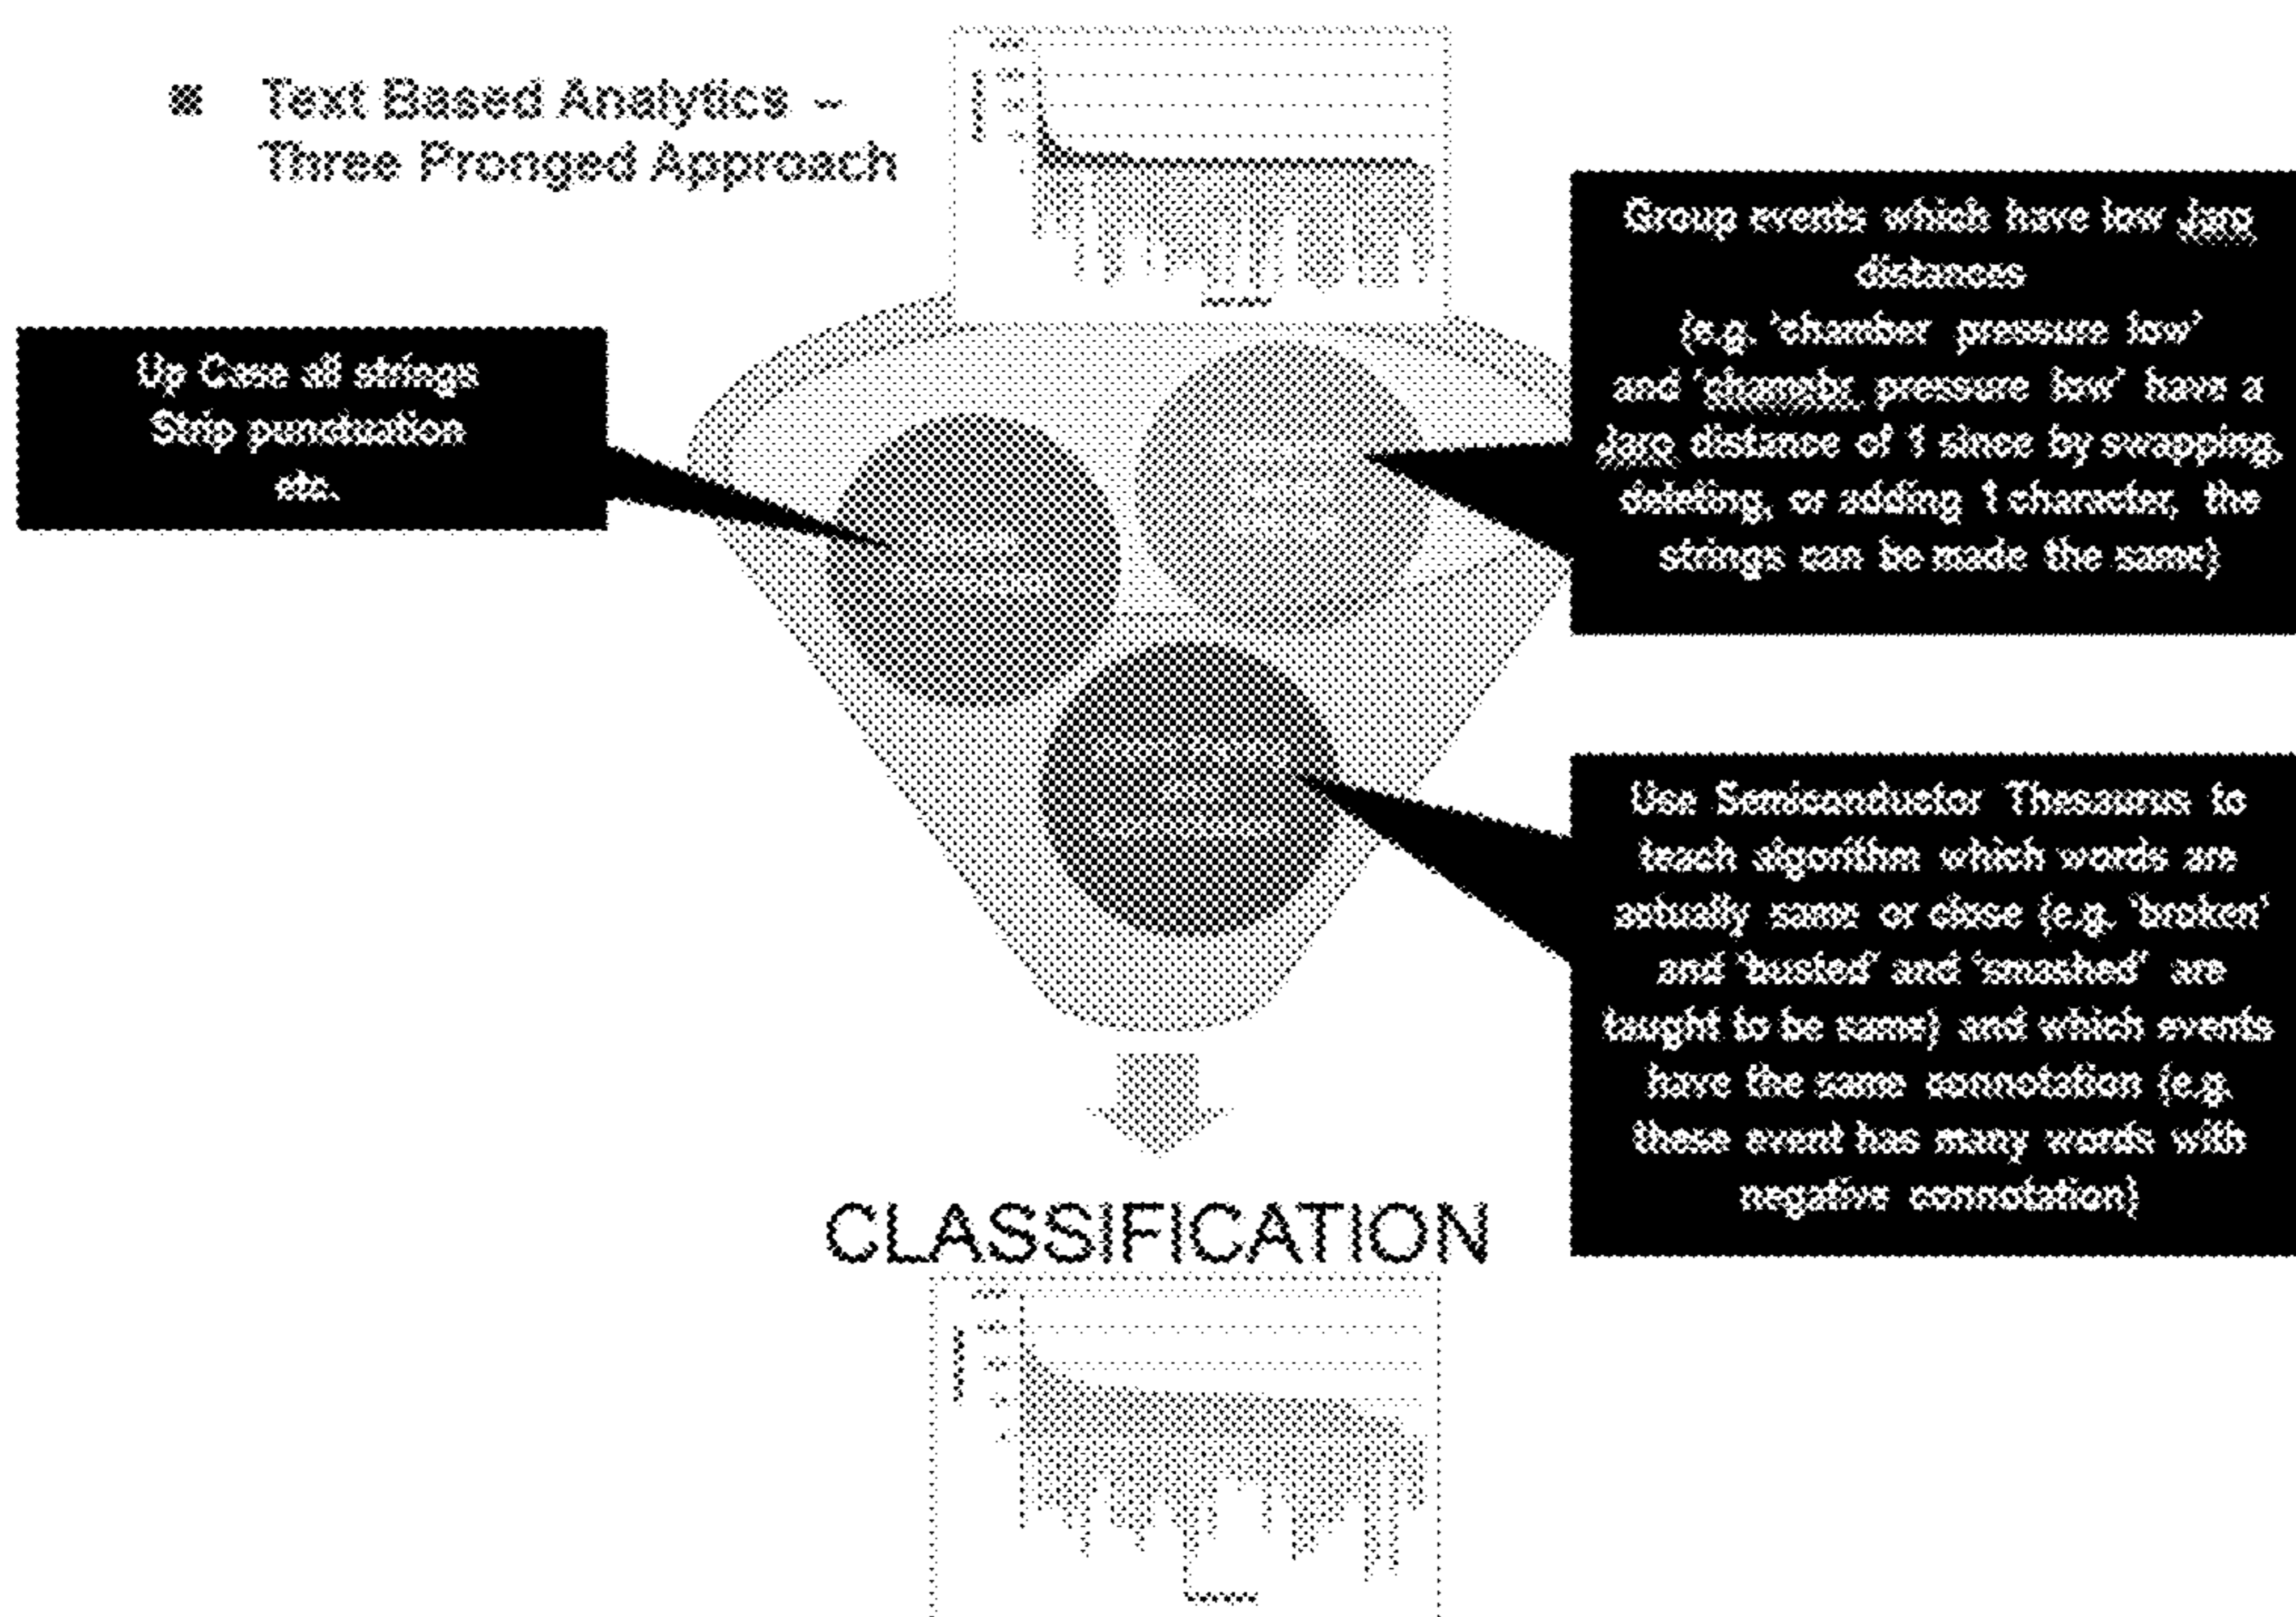 Text Based Analytics –
Three Pronged Approach
Up Case all strings
Strip punctuation
etc.
Group events which have low Jaro
distances
(e.g. 'chamber pressure low'
and 'chamebr pressure low' have a
Jaro distance of 1 since by swapping,
deleting, or adding 1 character, the
strings can be made the same)
Use Semiconductor Thesaurus to
teach algorithm which words are
actually same or close (e.g. 'broken'
and 'busted' and 'smashed' are
taught to be same) and which events
have the same connotation (e.g.
these event has many words with
negative connotation)
CLASSIFICATION